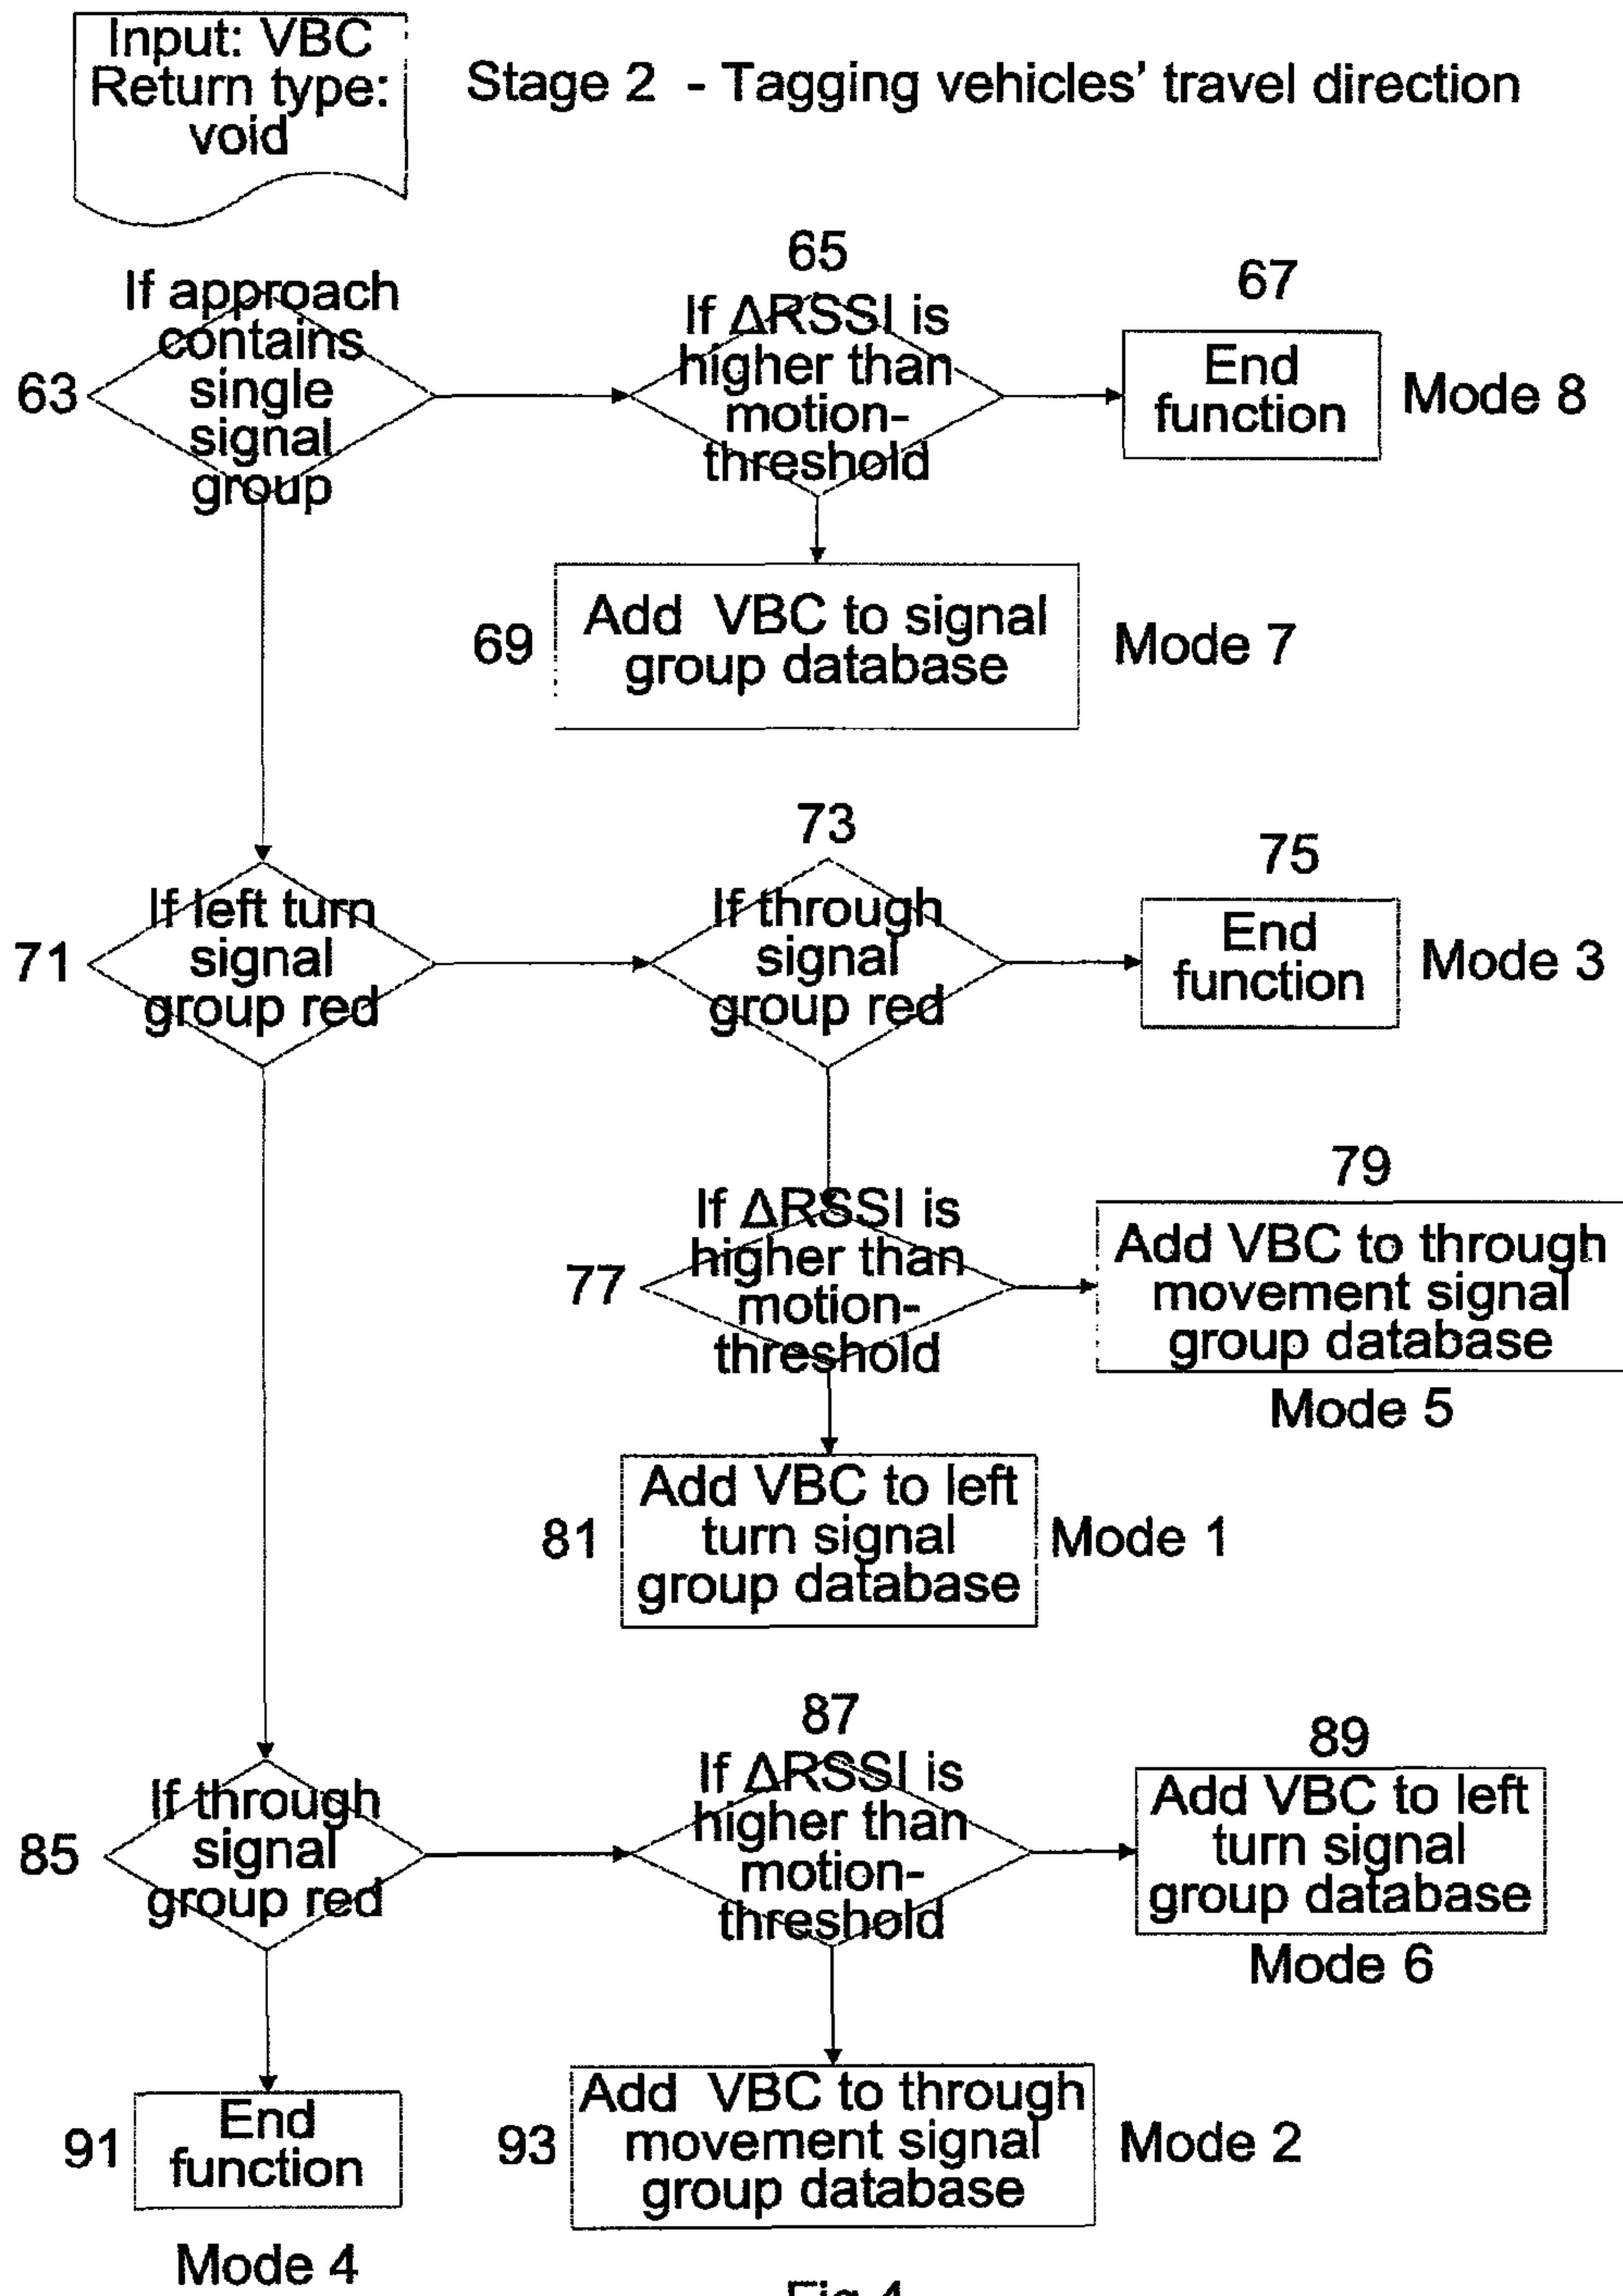 Input: VBC
Return type:
void
Stage 2 - Tagging vehicles' travel direction
If approach
contains
single
signal
group
63
65
If ΔRSSI is
higher than
motion-
threshold
67
End
function
Mode 8
69
Add VBC to signal
group database
Mode 7
71
If left turn
signal
group red
73
If through
signal
group red
75
End
function
Mode 3
77
If ΔRSSI is
higher than
motion-
threshold
79
Add VBC to through
movement signal
group database
Mode 5
81
Add VBC to left
turn signal
group database
Mode 1
85
If through
signal
group red
87
If ΔRSSI is
higher than
motion-
threshold
89
Add VBC to left
turn signal
group database
Mode 6
91
End
function
Mode 4
93
Add VBC to through
movement signal
group database
Mode 2
Fig 4